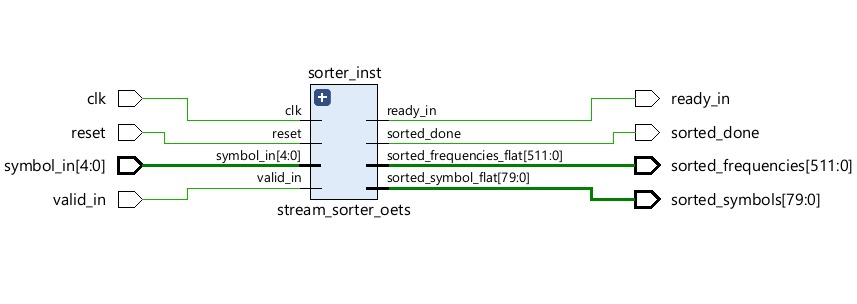 sorter_inst
clk
clk
ready_in
ready_in
reset
reset
sorted_done
sorted_done
symbol_in[4:0]
symbol_in[4:0]
sorted_frequencies_flat[511:0]
sorted_frequencies[511:0]
valid_in
valid_in
sorted_symbol_flat[79:0]
sorted_symbols[79:0]
stream_sorter_oets